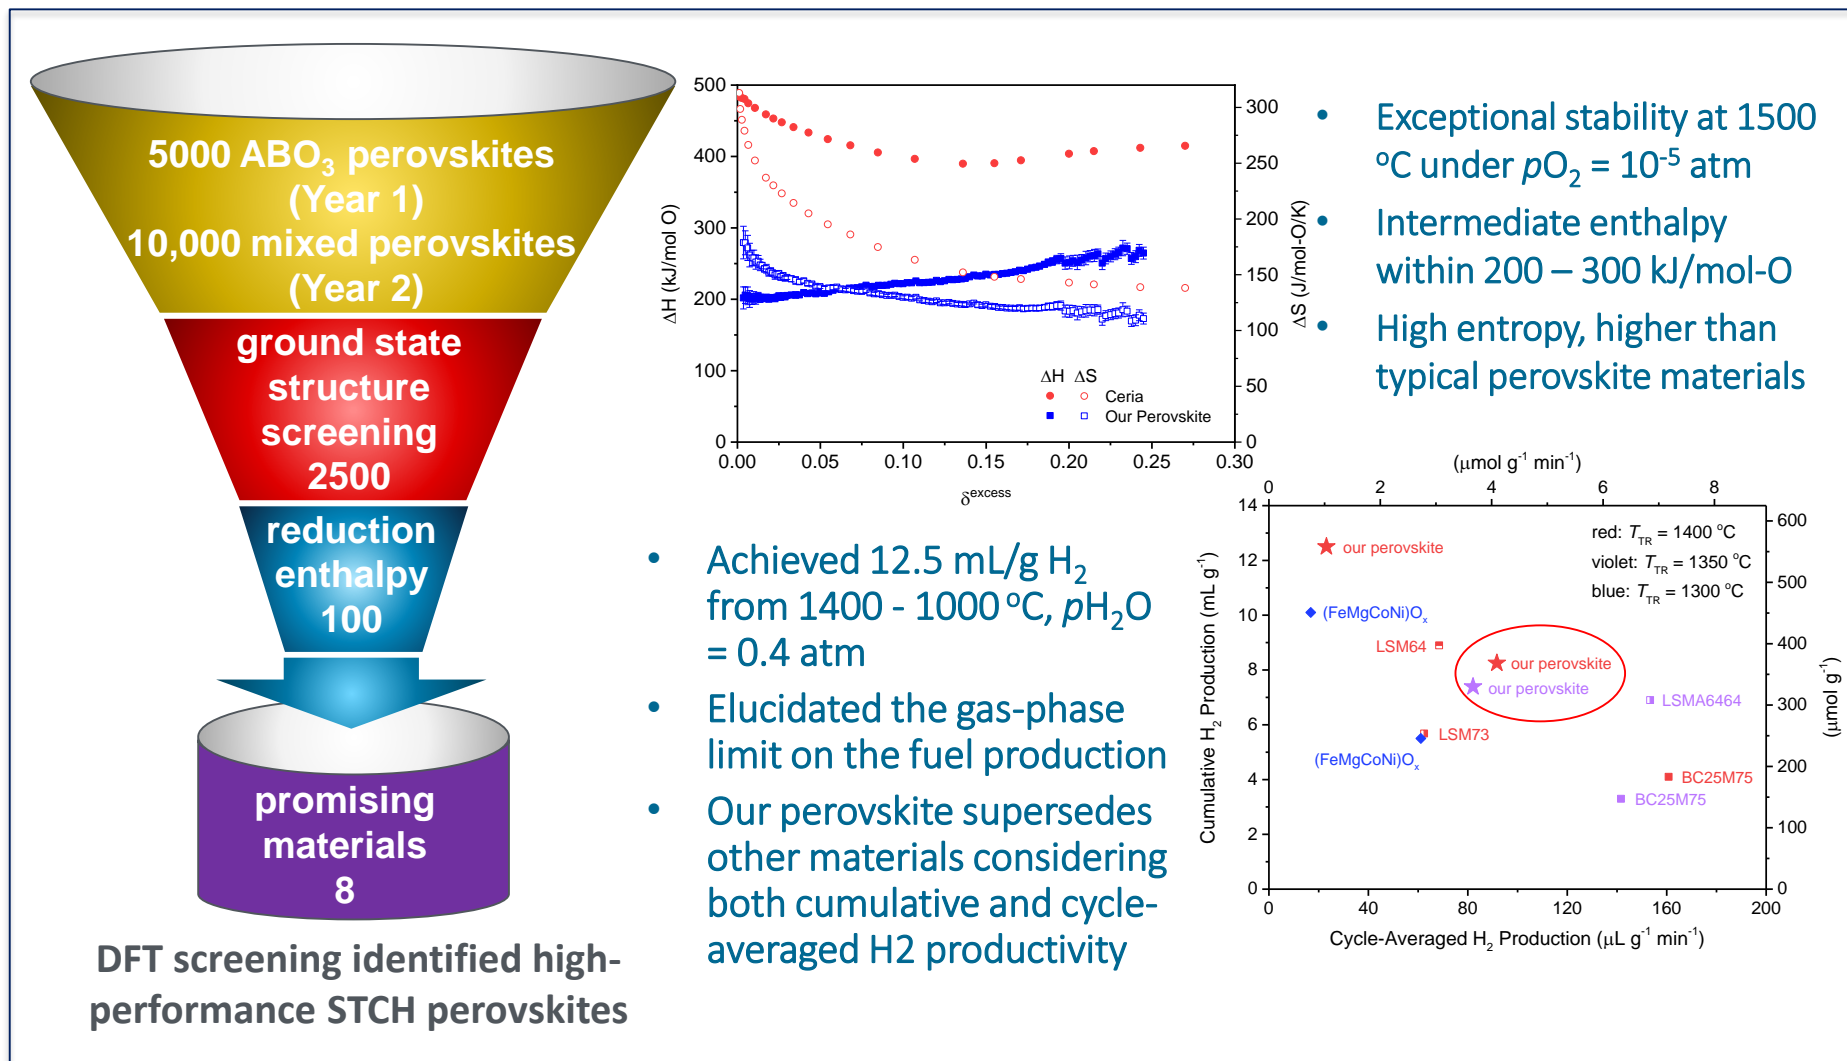 5000 ABO₃ perovskites
(Year 1)
10,000 mixed perovskites
(Year 2)
ground state
structure
screening
2500
reduction
enthalpy
100
promising
materials
8
DFT screening identified high-
performance STCH perovskites
500
400
300
200
100
0
ΔH (kJ/mol O)
0.00 0.05 0.10 0.15 0.20 0.25 0.30
δᵉˣᶜᵉˢˢ
300
250
200
150
100
50
0
ΔS (J/mol-O/K)
ΔH ΔS
Ceria
Our Perovskite
• Exceptional stability at 1500
ºC under pO₂ = 10⁻⁵ atm
• Intermediate enthalpy
within 200 – 300 kJ/mol-O
• High entropy, higher than
typical perovskite materials
• Achieved 12.5 mL/g H₂
from 1400 - 1000 ºC, pH₂O
= 0.4 atm
• Elucidated the gas-phase
limit on the fuel production
• Our perovskite supersedes
other materials considering
both cumulative and cycle-
averaged H2 productivity
(μmol g⁻¹ min⁻¹)
0 2 4 6 8
14
12
10
8
6
4
2
0
Cumulative H₂ Production (mL g⁻¹)
red: T_TR = 1400 ºC
violet: T_TR = 1350 ºC
blue: T_TR = 1300 ºC
our perovskite
(FeMgCoNi)Oₓ
LSM64
our perovskite
our perovskite
LSMA6464
LSM73
(FeMgCoNi)Oₓ
BC25M75
BC25M75
600
500
400
300
200
100
0
(μmol g⁻¹)
0 40 80 120 160 200
Cycle-Averaged H₂ Production (μL g⁻¹ min⁻¹)